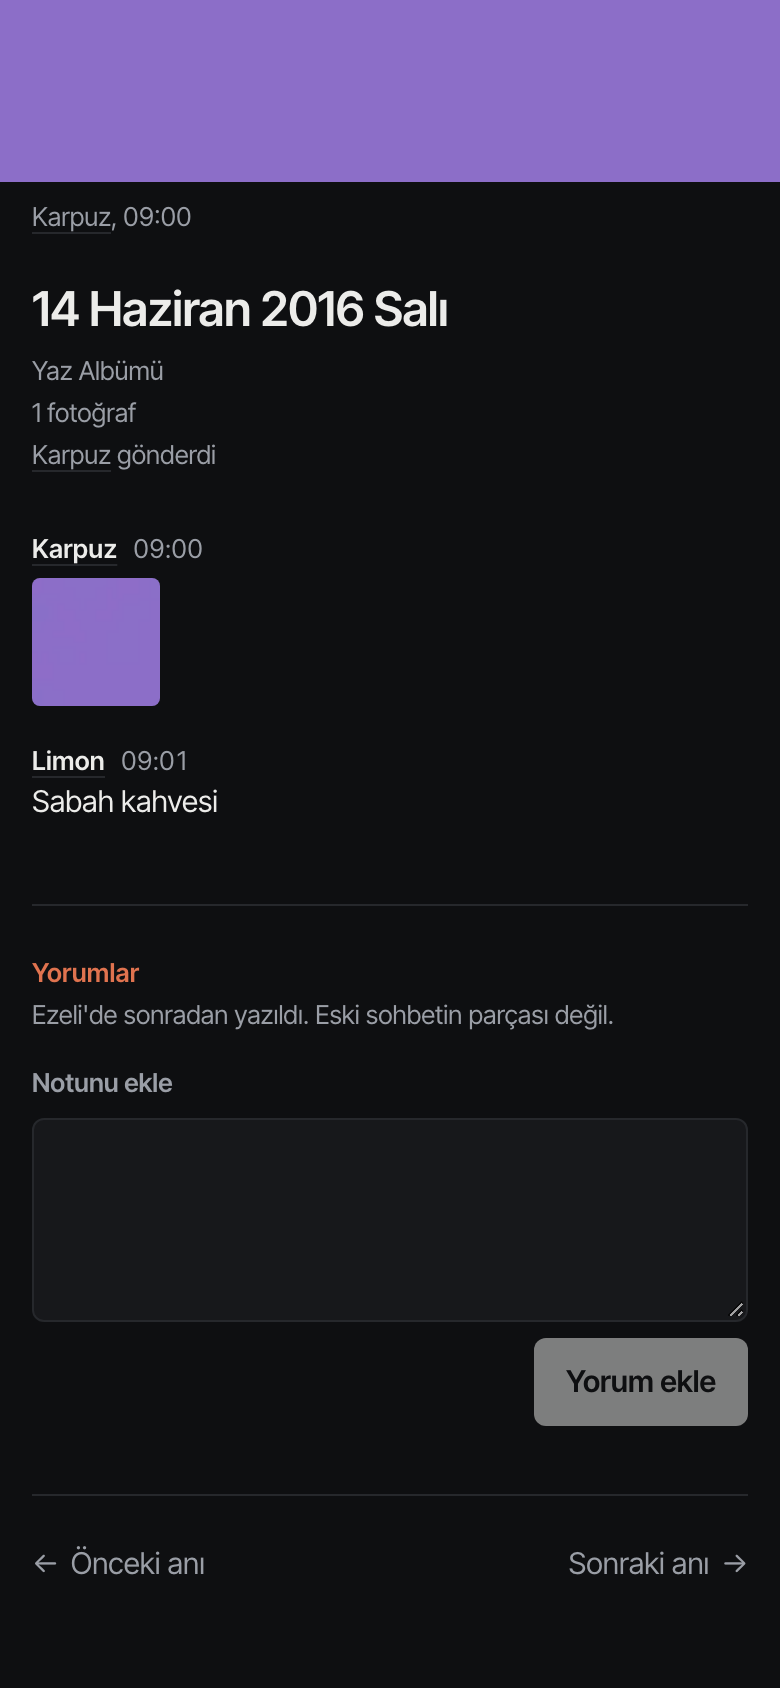 Karpuz, 09:00
14 Haziran 2016 Salı
Yaz Albümü
1 fotoğraf
Karpuz gönderdi
Karpuz 09:00
Limon 09:01
Sabah kahvesi
Yorumlar
Ezeli'de sonradan yazıldı. Eski sohbetin parçası değil.
Notunu ekle
Yorum ekle
← Önceki anı
Sonraki anı →